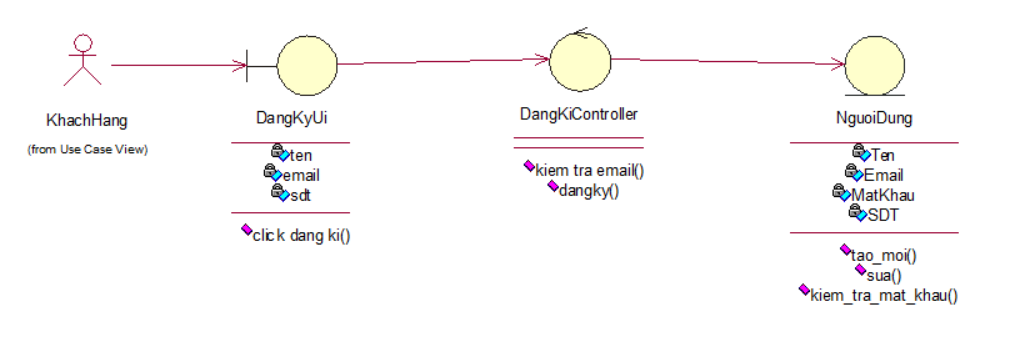 KhachHang
(from Use Case View)
DangKyUi
ten
email
sdt
click dang ki()
DangKiController
kiem tra email()
dangky()
NguoiDung
Ten
Email
MatKhau
SDT
tao_moi()
sua()
kiem_tra_mat_khau()